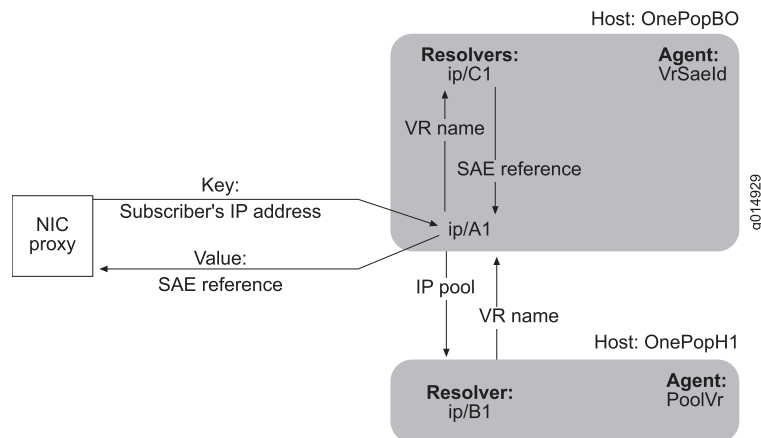 Host: OnePopBO
Resolvers:
ip/C1
Agent:
VrSaeId
VR name
SAE reference
Key:
Subscriber's IP address
NIC
proxy
ip/A1
Value:
SAE reference
IP pool
VR name
g014929
Host: OnePopH1
Resolver:
ip/B1
Agent:
PoolVr